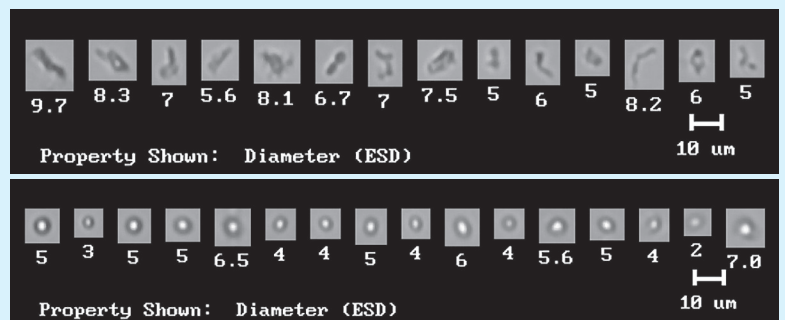 9.7 8.3 7 5.6 8.1 6.7 7 7.5 5 6 5 8.2 6 5
10 um
Property Shown: Diameter (ESD)
5 3 5 5 6.5 4 4 5 4 6 4 5.6 5 4 2 7.0
10 um
Property Shown: Diameter (ESD)